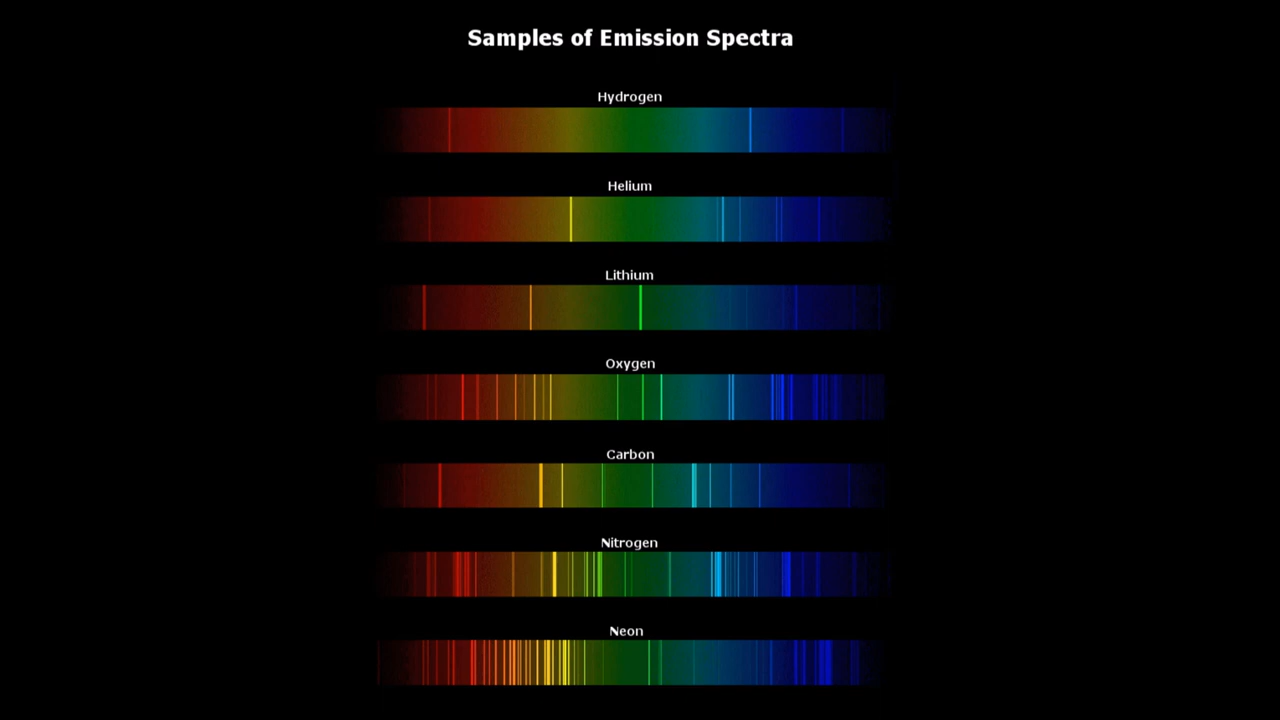 Samples of Emission Spectra
Hydrogen
Helium
Lithium
Oxygen
Carbon
Nitrogen
Neon